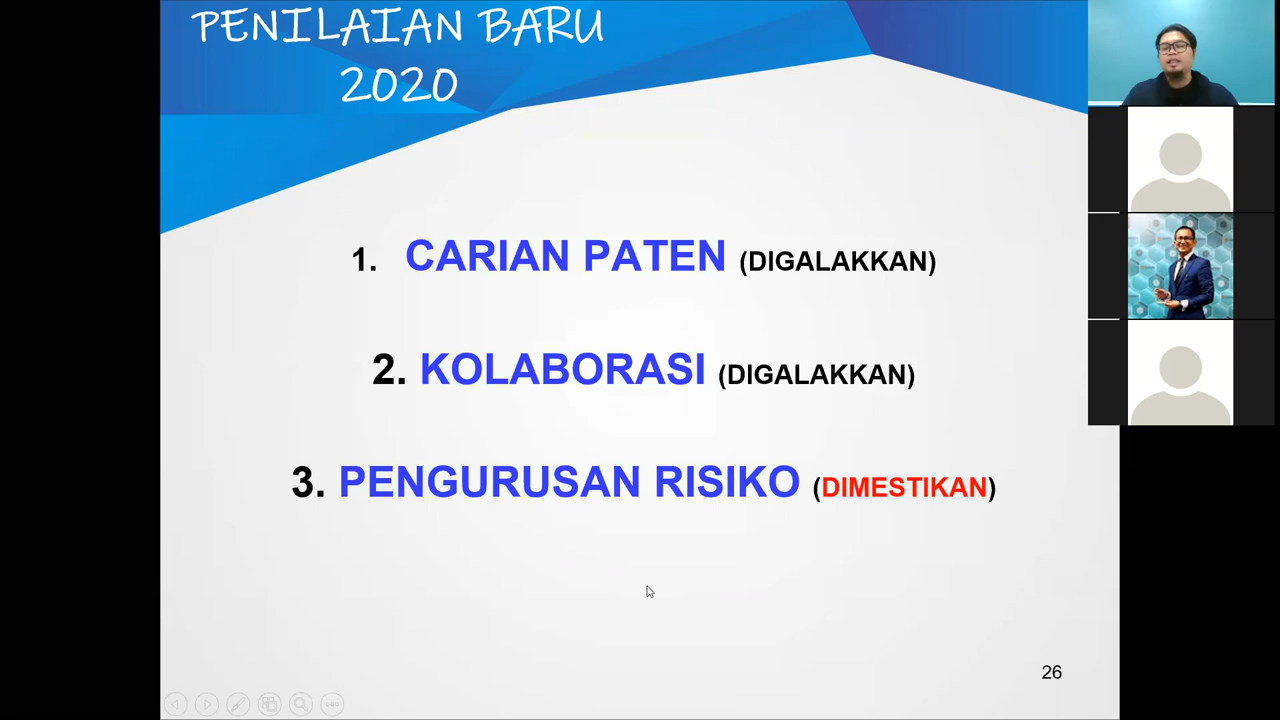 PENILAIAN BARU
2020
1. CARIAN PATEN (DIGALAKKAN)
2. KOLABORASI (DIGALAKKAN)
3. PENGURUSAN RISIKO (DIMESTIKAN)
26